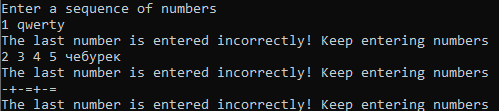 Enter a sequence of numbers
1 qwerty
The last number is entered incorrectly! Keep entering numbers
2 3 4 5 чебурек
The last number is entered incorrectly! Keep entering numbers
-+-=+-=
The last number is entered incorrectly! Keep entering numbers